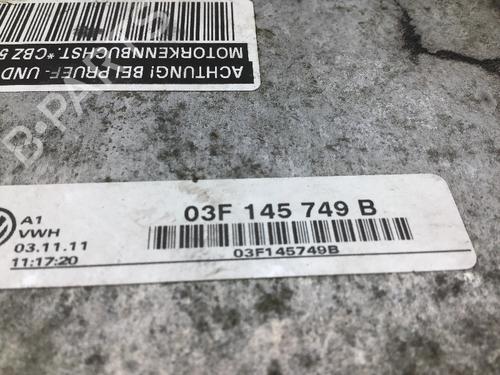 ACHTUNG! BEI PRUEF- UND
MOTORKENNBUCHST.*CBZ 5
B-PARTS
A1
VWH
03.11.11
11:17:20
03F 145 749 B
03F145749B